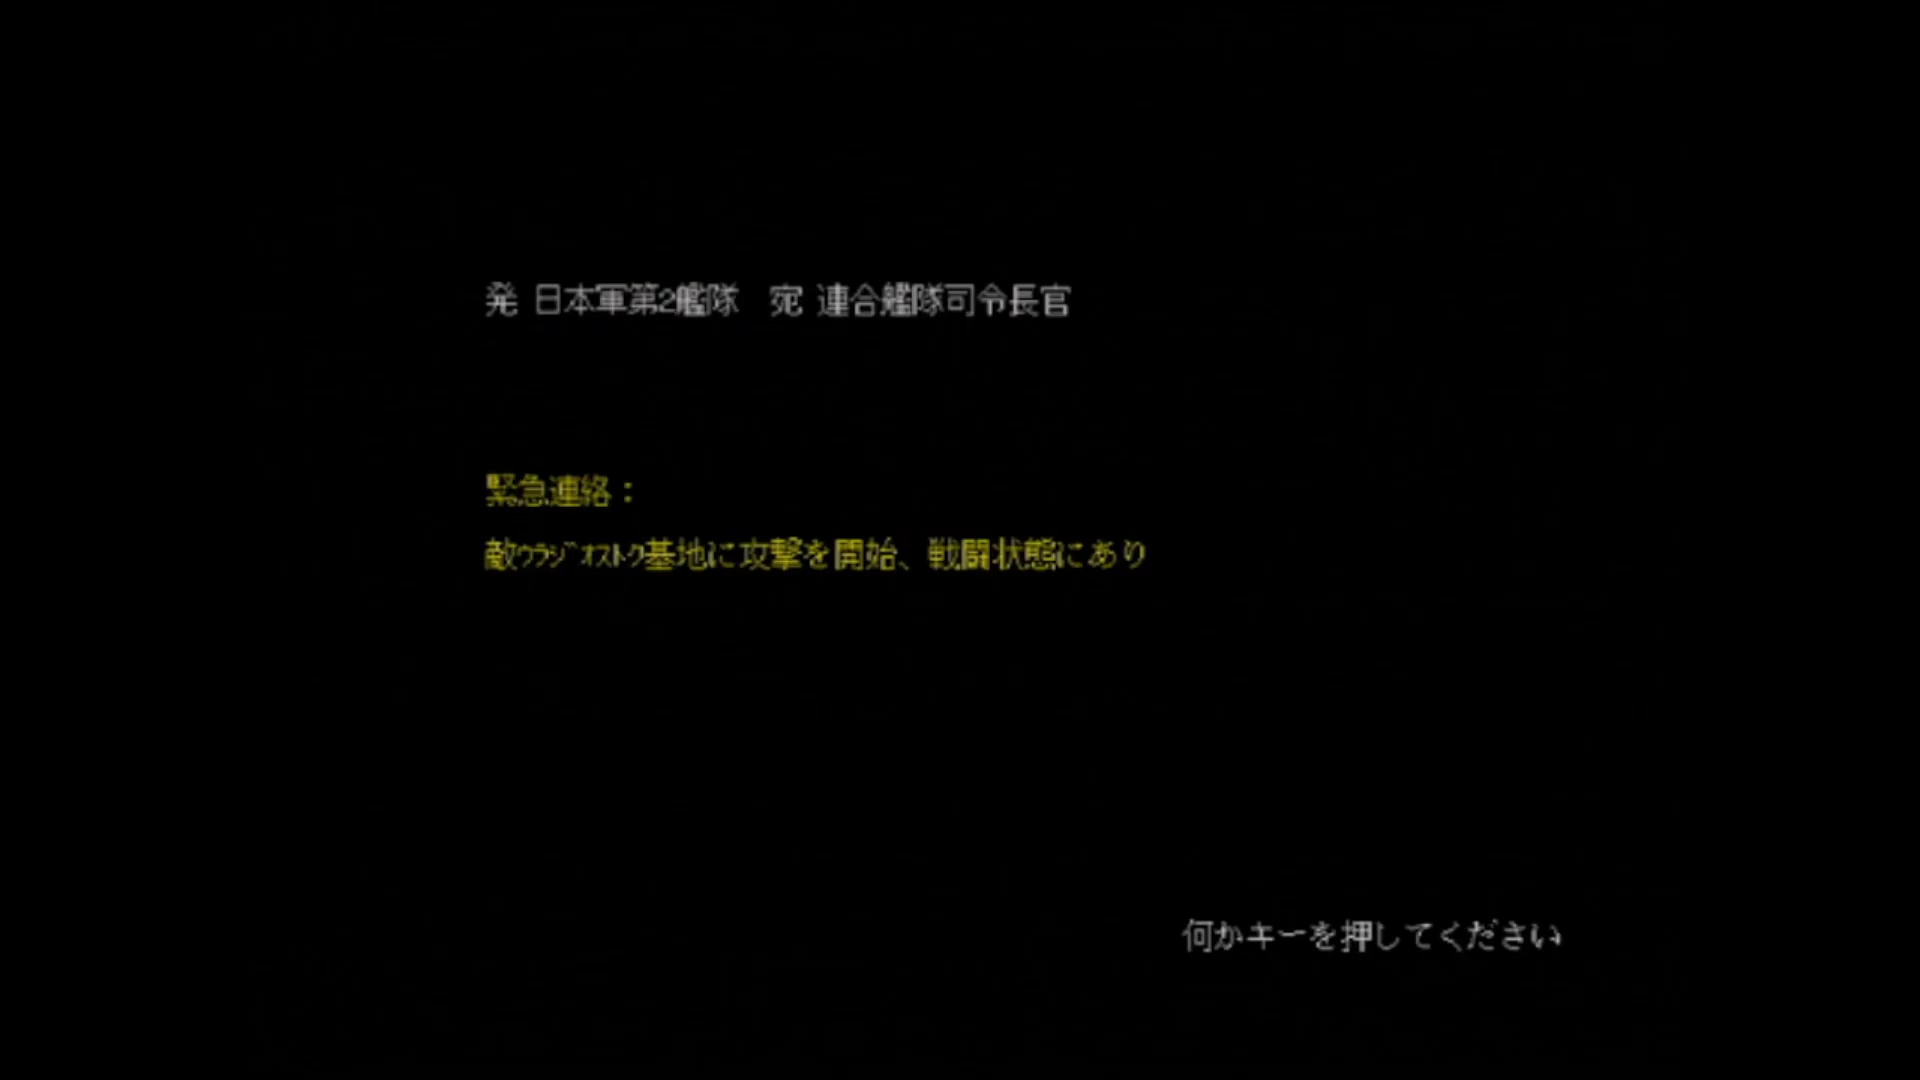 発 日本軍第2艦隊　宛 連合艦隊司令長官
緊急連絡：
敵ｳﾗｼﾞｵｽﾄｸ基地に攻撃を開始、戦闘状態にあり
何かキーを押してください